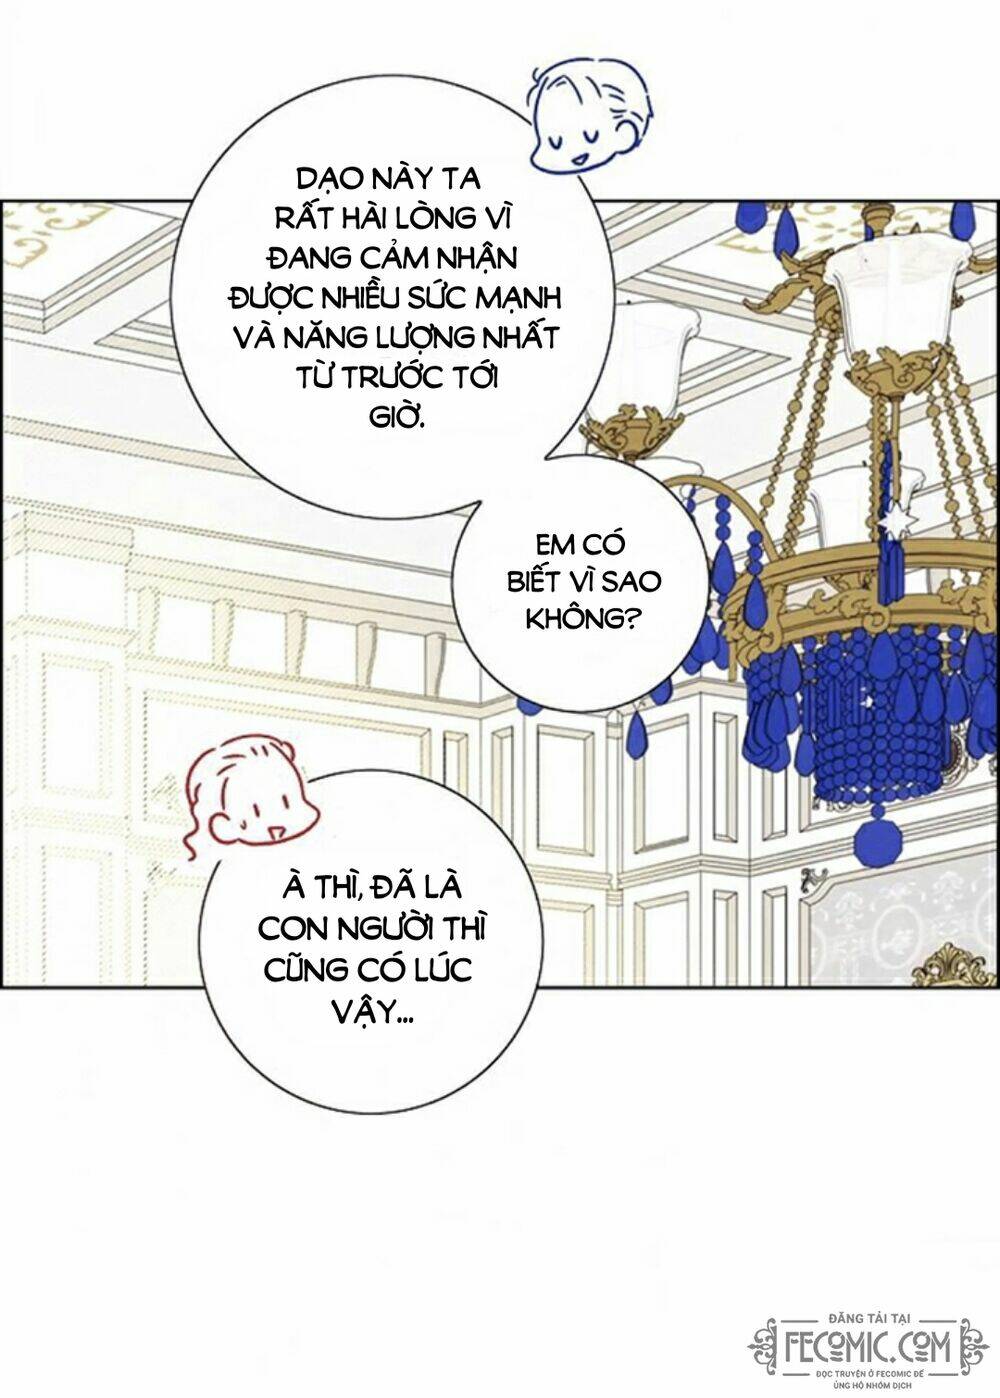 DẠO NÀY TA
RẤT HÀI LÒNG VÌ
ĐANG CẢM NHẬN
ĐƯỢC NHIỀU SỨC MẠNH
VÀ NĂNG LƯỢNG NHẤT
TỪ TRƯỚC TỚI
GIỜ.
EM CÓ
BIẾT VÌ SAO
KHÔNG?
À THÌ, ĐÃ LÀ
CON NGƯỜI THÌ
CŨNG CÓ LÚC
VẬY...
ĐĂNG TẢI TẠI
FECOMIC.COM
ĐỌC TRUYỆN Ở FECOMIC ĐỂ
ỦNG HỘ NHÓM DỊCH